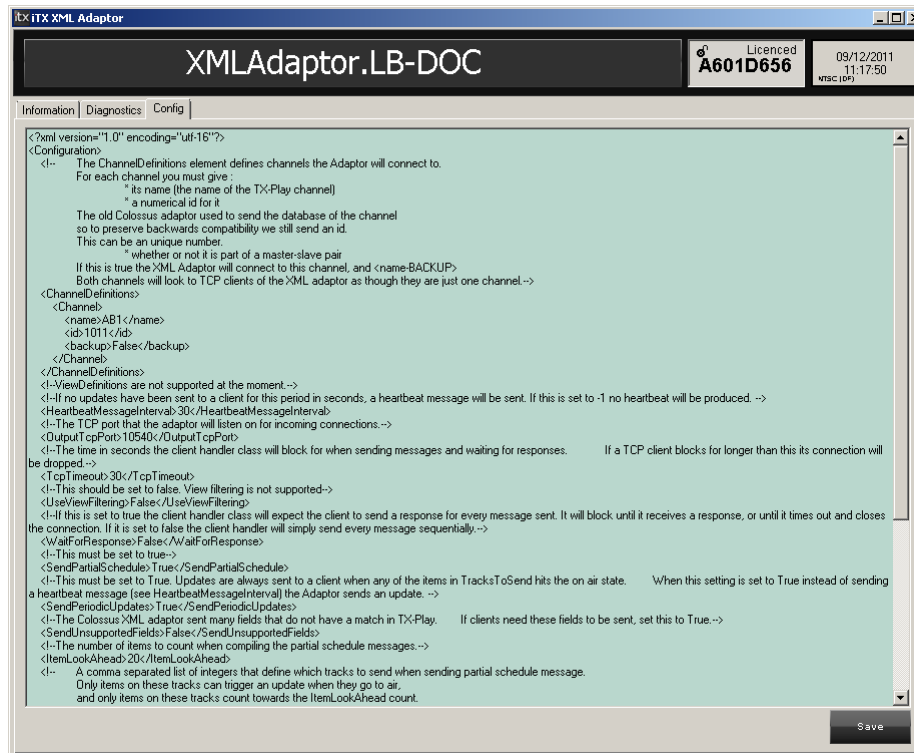 itx iTX XML Adaptor
XMLAdaptor.LB-DOC
Licenced
A601D656
09/12/2011
11:17:50
NTSC (DF)
Information
Diagnostics
Config
<?xml version="1.0" encoding="utf-16"?>
<Configuration>
<!-- The ChannelDefinitions element defines channels the Adaptor will connect to.
For each channel you must give :
* its name (the name of the TX-Play channel)
* a numerical id for it
The old Colossus adaptor used to send the database of the channel
so to preserve backwards compatibility we still send an id.
This can be an unique number.
* whether or not it is part of a master-slave pair
If this is true the XML Adaptor will connect to this channel, and <name-BACKUP>
Both channels will look to TCP clients of the XML adaptor as though they are just one channel.-->
<ChannelDefinitions>
<Channel>
<name>AB1</name>
<id>1011</id>
<backup>False</backup>
</Channel>
</ChannelDefinitions>
<!--ViewDefinitions are not supported at the moment.-->
<!--If no updates have been sent to a client for this period in seconds, a heartbeat message will be sent. If this is set to -1 no heartbeat will be produced. -->
<HeartbeatMessageInterval>30</HeartbeatMessageInterval>
<!--The TCP port that the adaptor will listen on for incoming connections.-->
<OutputTcpPort>10540</OutputTcpPort>
<!--The time in seconds the client handler class will block for when sending messages and waiting for responses. If a TCP client blocks for longer than this its connection will
be dropped.-->
<TcpTimeout>30</TcpTimeout>
<!--This should be set to false. View filtering is not supported-->
<UseViewFiltering>False</UseViewFiltering>
<!--If this is set to true the client handler class will expect the client to send a response for every message sent. It will block until it receives a response, or until it times out and closes
the connection. If it is set to false the client handler will simply send every message sequentially.-->
<WaitForResponse>False</WaitForResponse>
<!--This must be set to true-->
<SendPartialSchedule>True</SendPartialSchedule>
<!--This must be set to True. Updates are always sent to a client when any of the items in TracksToSend hits the on air state. When this setting is set to True instead of sending
a heartbeat message (see HeartbeatMessageInterval) the Adaptor sends an update. -->
<SendPeriodicUpdates>True</SendPeriodicUpdates>
<!--The Colossus XML adaptor sent many fields that do not have a match in TX-Play. If clients need these fields to be sent, set this to True.-->
<SendUnsupportedFields>False</SendUnsupportedFields>
<!--The number of items to count when compiling the partial schedule messages.-->
<ItemLookAhead>20</ItemLookAhead>
<!-- A comma separated list of integers that define which tracks to send when sending partial schedule message.
Only items on these tracks can trigger an update when they go to air,
and only items on these tracks count towards the ItemLookAhead count.
Save